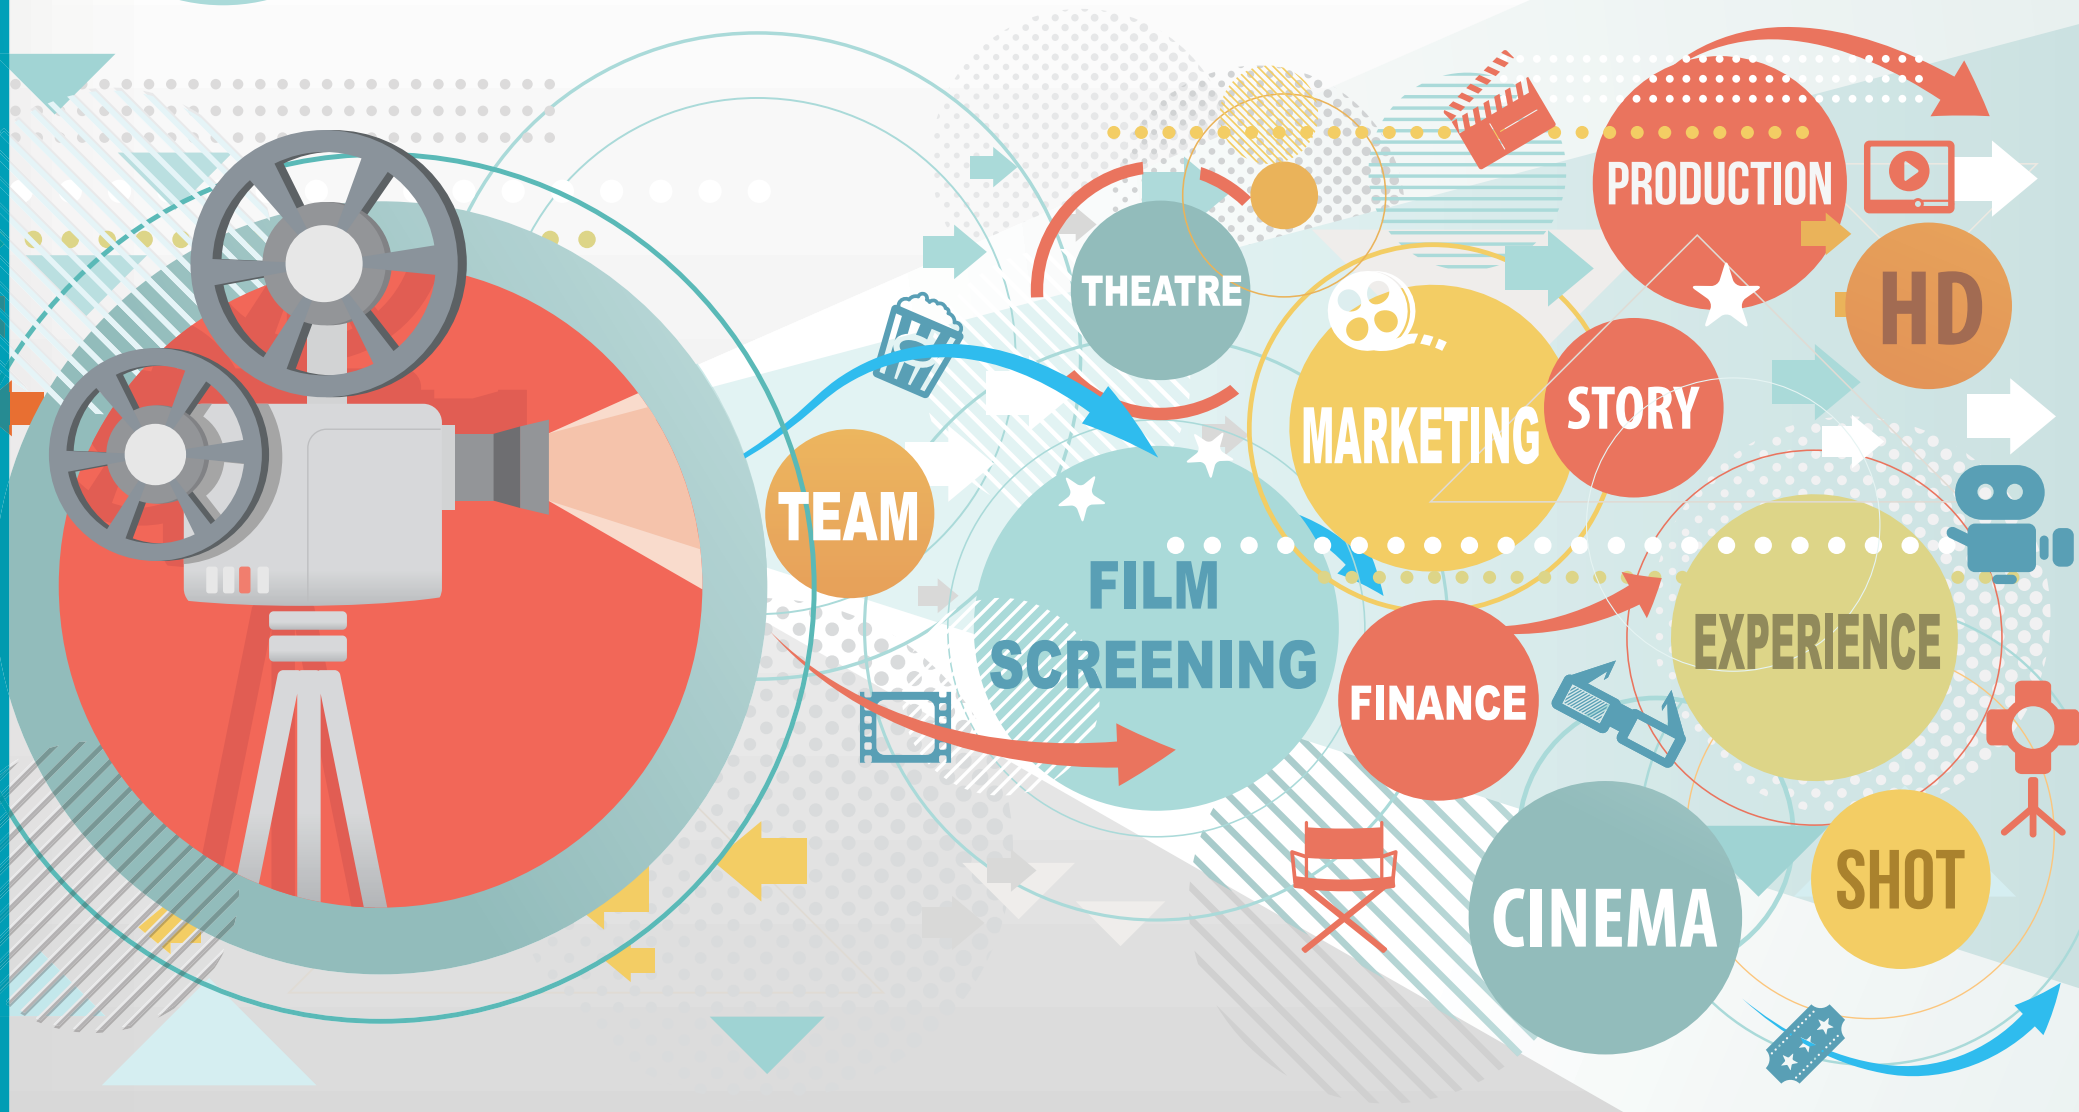 PRODUCTION
THEATRE
HD
MARKETING
STORY
TEAM
FILM
SCREENING
EXPERIENCE
FINANCE
SHOT
CINEMA